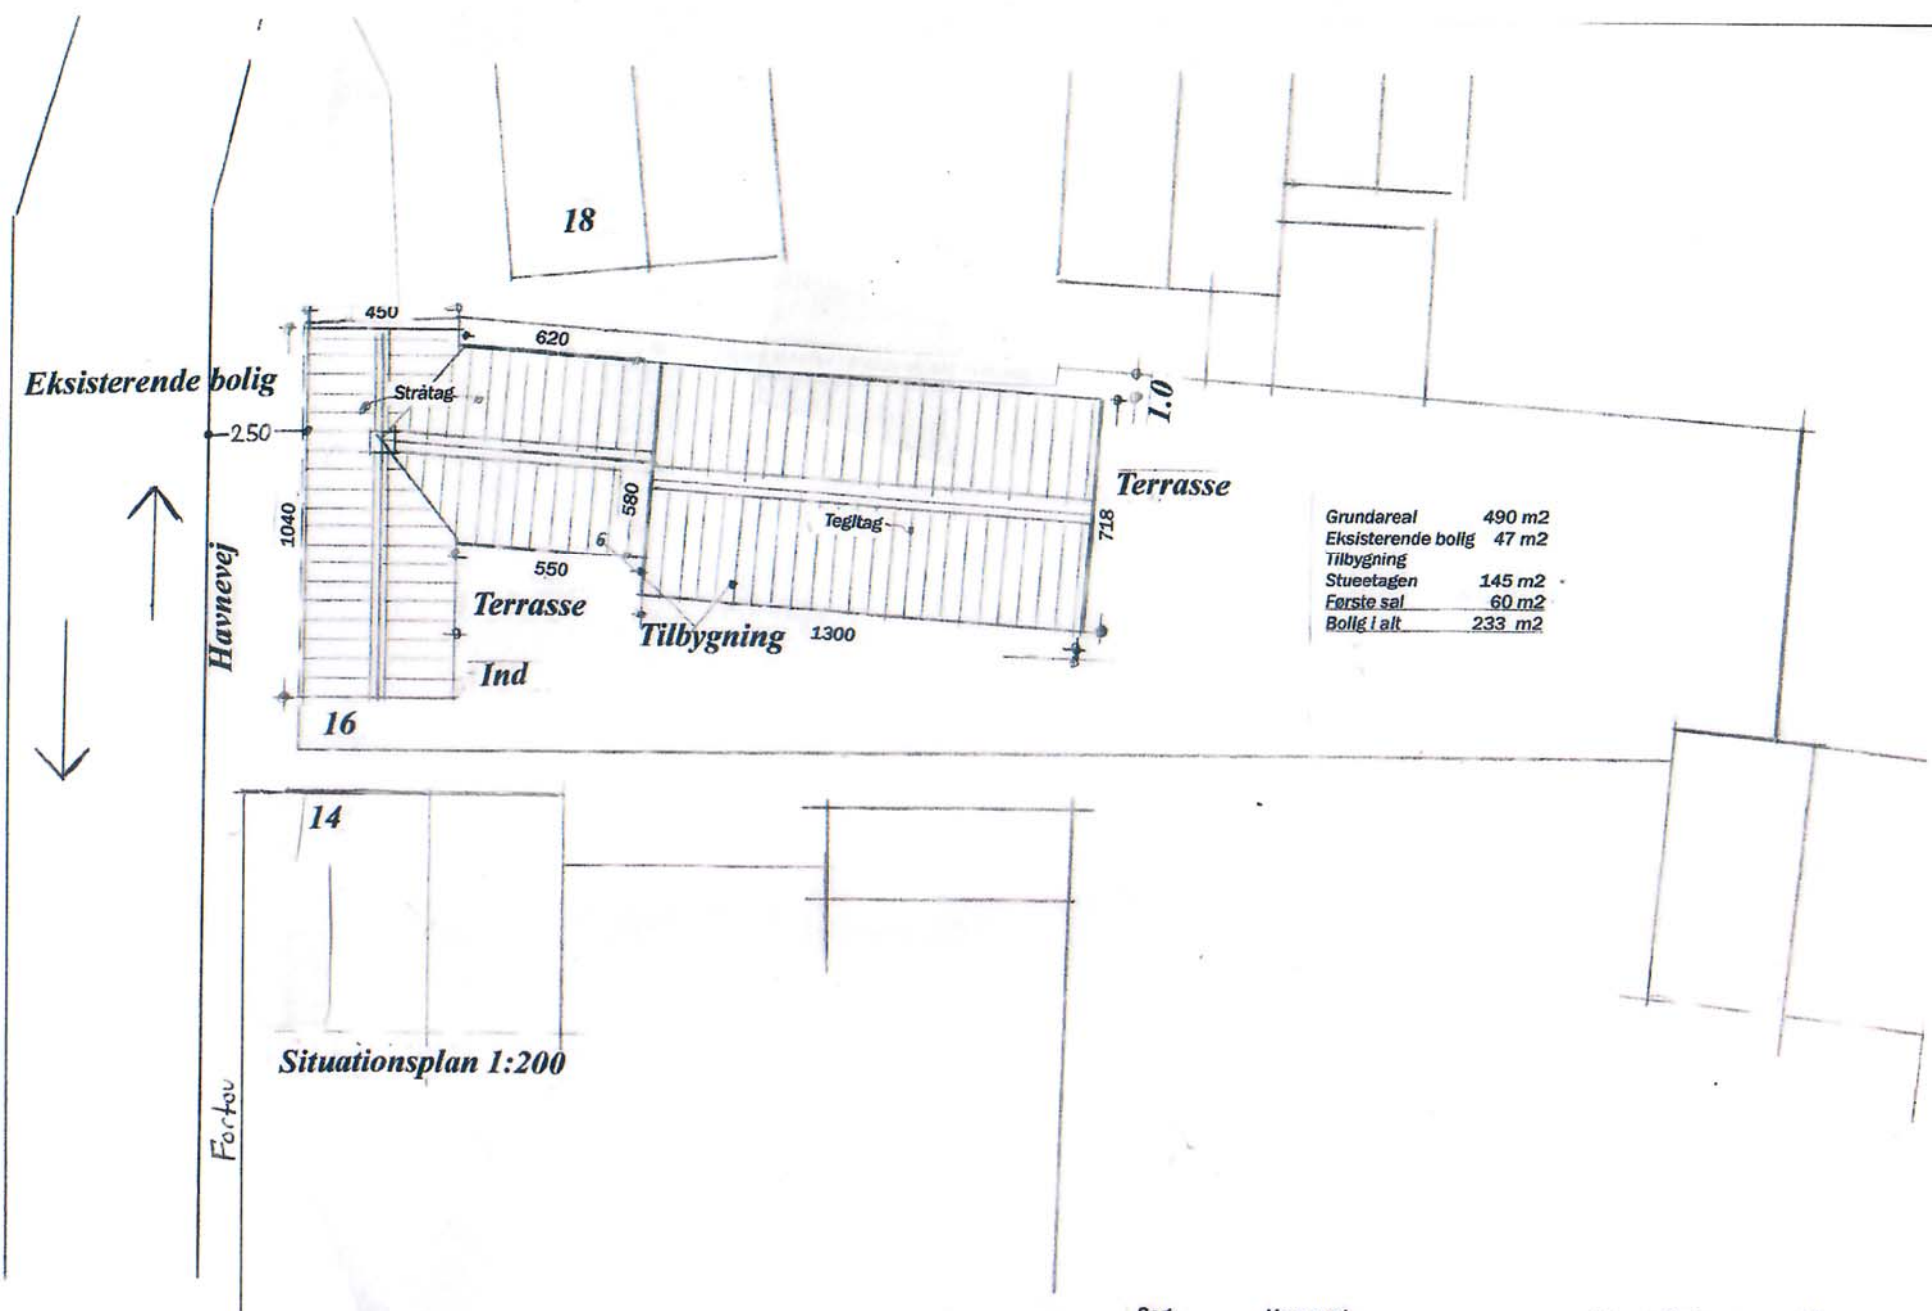 18
450
620
Eksisterende bolig
Stråtag
1.0
250
Terrasse
580
1040
Tegltag
718
6
550
Havnevej
Terrasse
Tilbygning
1300
Ind
16
Grundareal 490 m2
Eksisterende bolig 47 m2
Tilbygning
Stueetagen 145 m2
Første sal 60 m2
Bolig i alt 233 m2
14
Situationsplan 1:200
Fortov